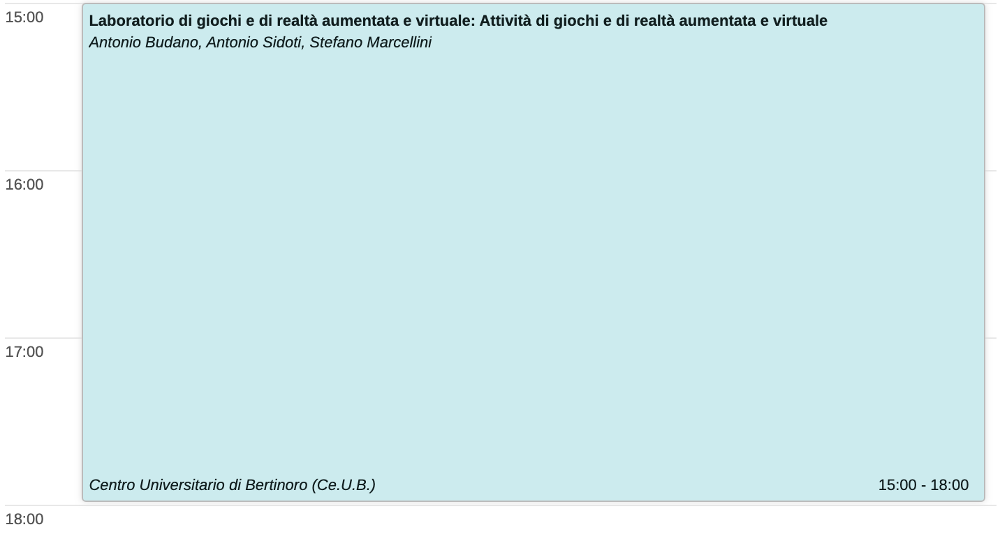 15:00
Laboratorio di giochi e di realtà aumentata e virtuale: Attività di giochi e di realtà aumentata e virtuale
Antonio Budano, Antonio Sidoti, Stefano Marcellini
16:00
17:00
Centro Universitario di Bertinoro (Ce.U.B.) 15:00 - 18:00
18:00